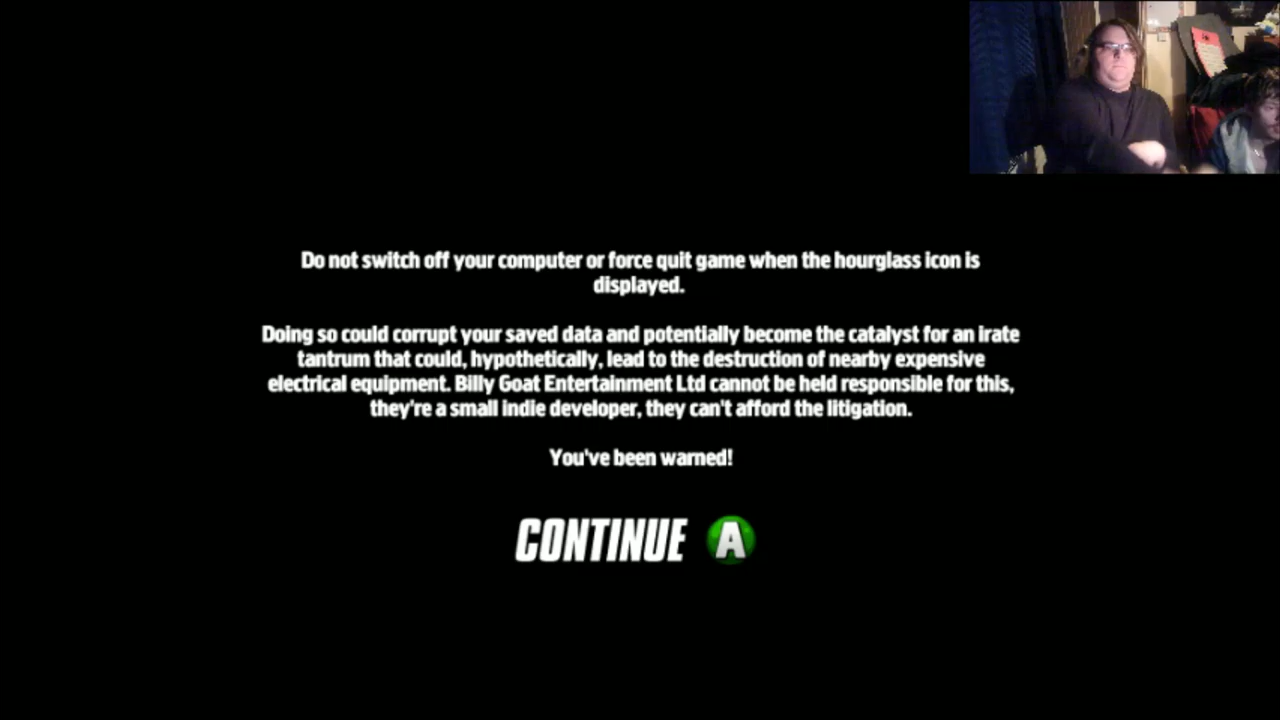 Do not switch off your computer or force quit game when the hourglass icon is
displayed.
Doing so could corrupt your saved data and potentially become the catalyst for an irate
tantrum that could, hypothetically, lead to the destruction of nearby expensive
electrical equipment. Billy Goat Entertainment Ltd cannot be held responsible for this,
they're a small indie developer, they can't afford the litigation.
You've been warned!
CONTINUE A